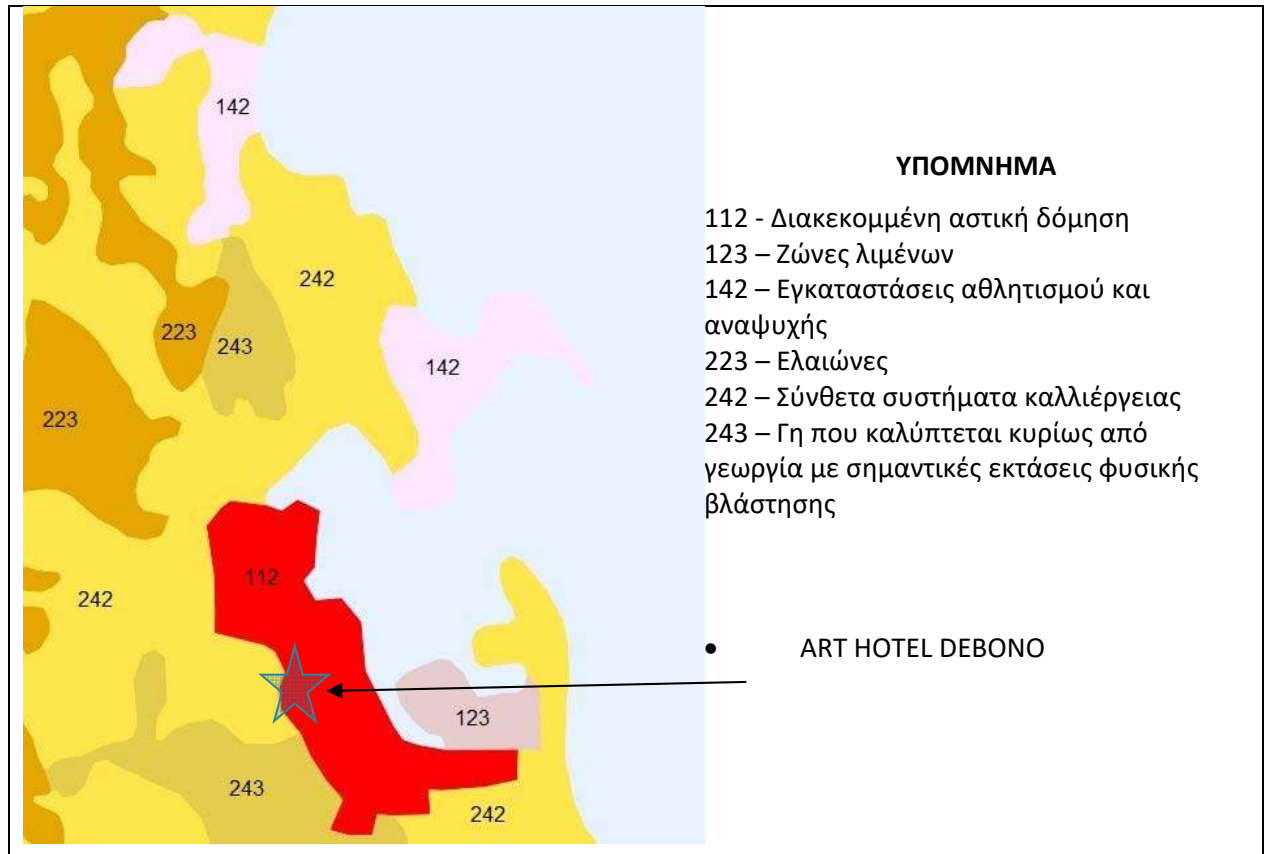 142
242
223
243
142
223
112
242
123
243
242
ΥΠΟΜΝΗΜΑ
112 - Διακεκομμένη αστική δόμηση
123 – Ζώνες λιμένων
142 – Εγκαταστάσεις αθλητισμού και
αναψυχής
223 – Ελαιώνες
242 – Σύνθετα συστήματα καλλιέργειας
243 – Γη που καλύπτεται κυρίως από
γεωργία με σημαντικές εκτάσεις φυσικής
βλάστησης
• ART HOTEL DEBONO